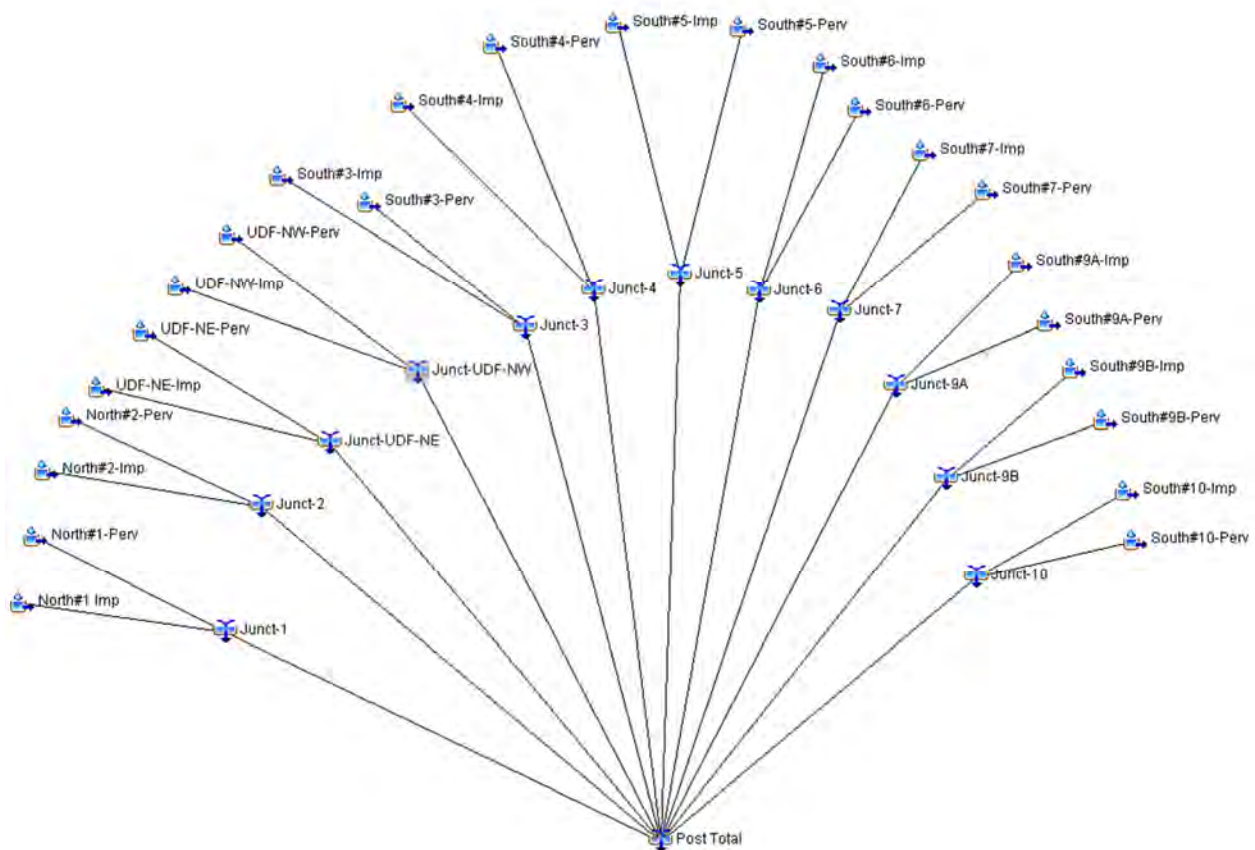 South#5-Imp
South#5-Perv
South#4-Perv
South#6-Imp
South#4-Imp
South#6-Perv
South#7-Imp
South#3-Imp
South#7-Perv
South#3-Perv
UDF-NW-Perv
South#9A-Imp
Junct-5
UDF-NW-Imp
Junct-4
Junct-6
Junct-7
South#9A-Perv
Junct-3
UDF-NE-Perv
South#9B-Imp
Junct-UDF-NW
Junct-9A
UDF-NE-Imp
North#2-Perv
South#9B-Perv
Junct-UDF-NE
North#2-Imp
Junct-9B
South#10-Imp
Junct-2
North#1-Perv
South#10-Perv
Junct-10
North#1 Imp
Junct-1
Post Total